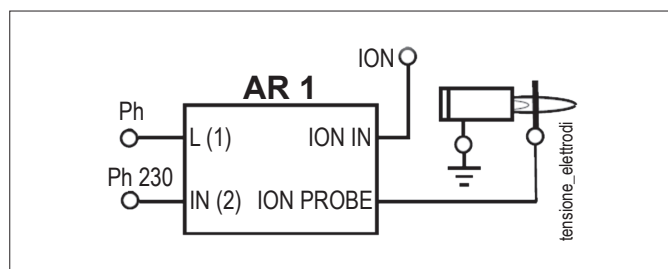 ION
AR 1
Ph
L (1)
ION IN
Ph 230
IN (2)
ION PROBE
tensione_elettrodi